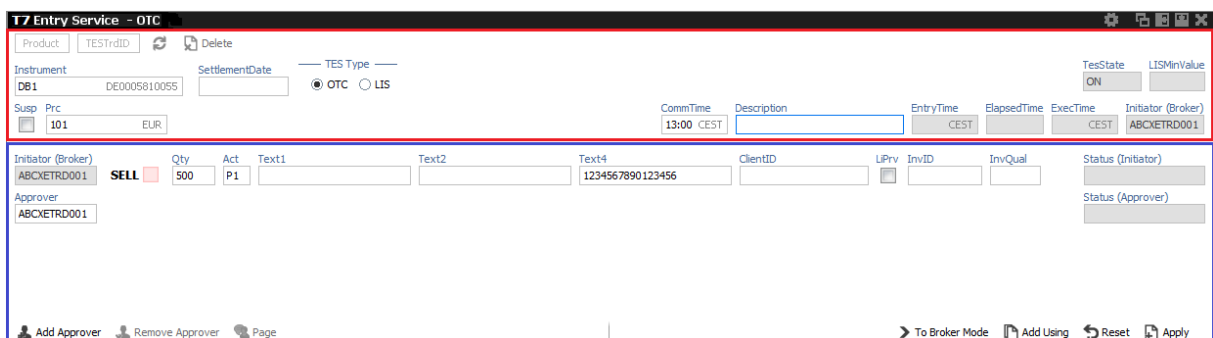 T7 Entry Service - OTC
Product TESTrdID Delete
Instrument SettlementDate TES Type TesState LISMinValue
DB1 DE0005810055 OTC LIS ON
Susp Prc CommTime Description EntryTime ElapsedTime ExecTime Initiator (Broker)
101 EUR 13:00 CEST CEST CEST ABCXETRD001
Initiator (Broker) Qty Act Text1 Text2 Text4 ClientID LiPrv InvID InvQual Status (Initiator)
ABCXETRD001 SELL 500 P1 1234567890123456
Approver Status (Approver)
ABCXETRD001
Add Approver Remove Approver Page To Broker Mode Add Using Reset Apply